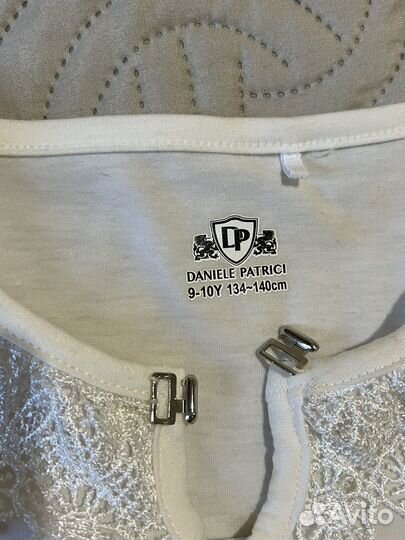 DP
DANIELE PATRICI
9-10Y 134~140cm
Avito